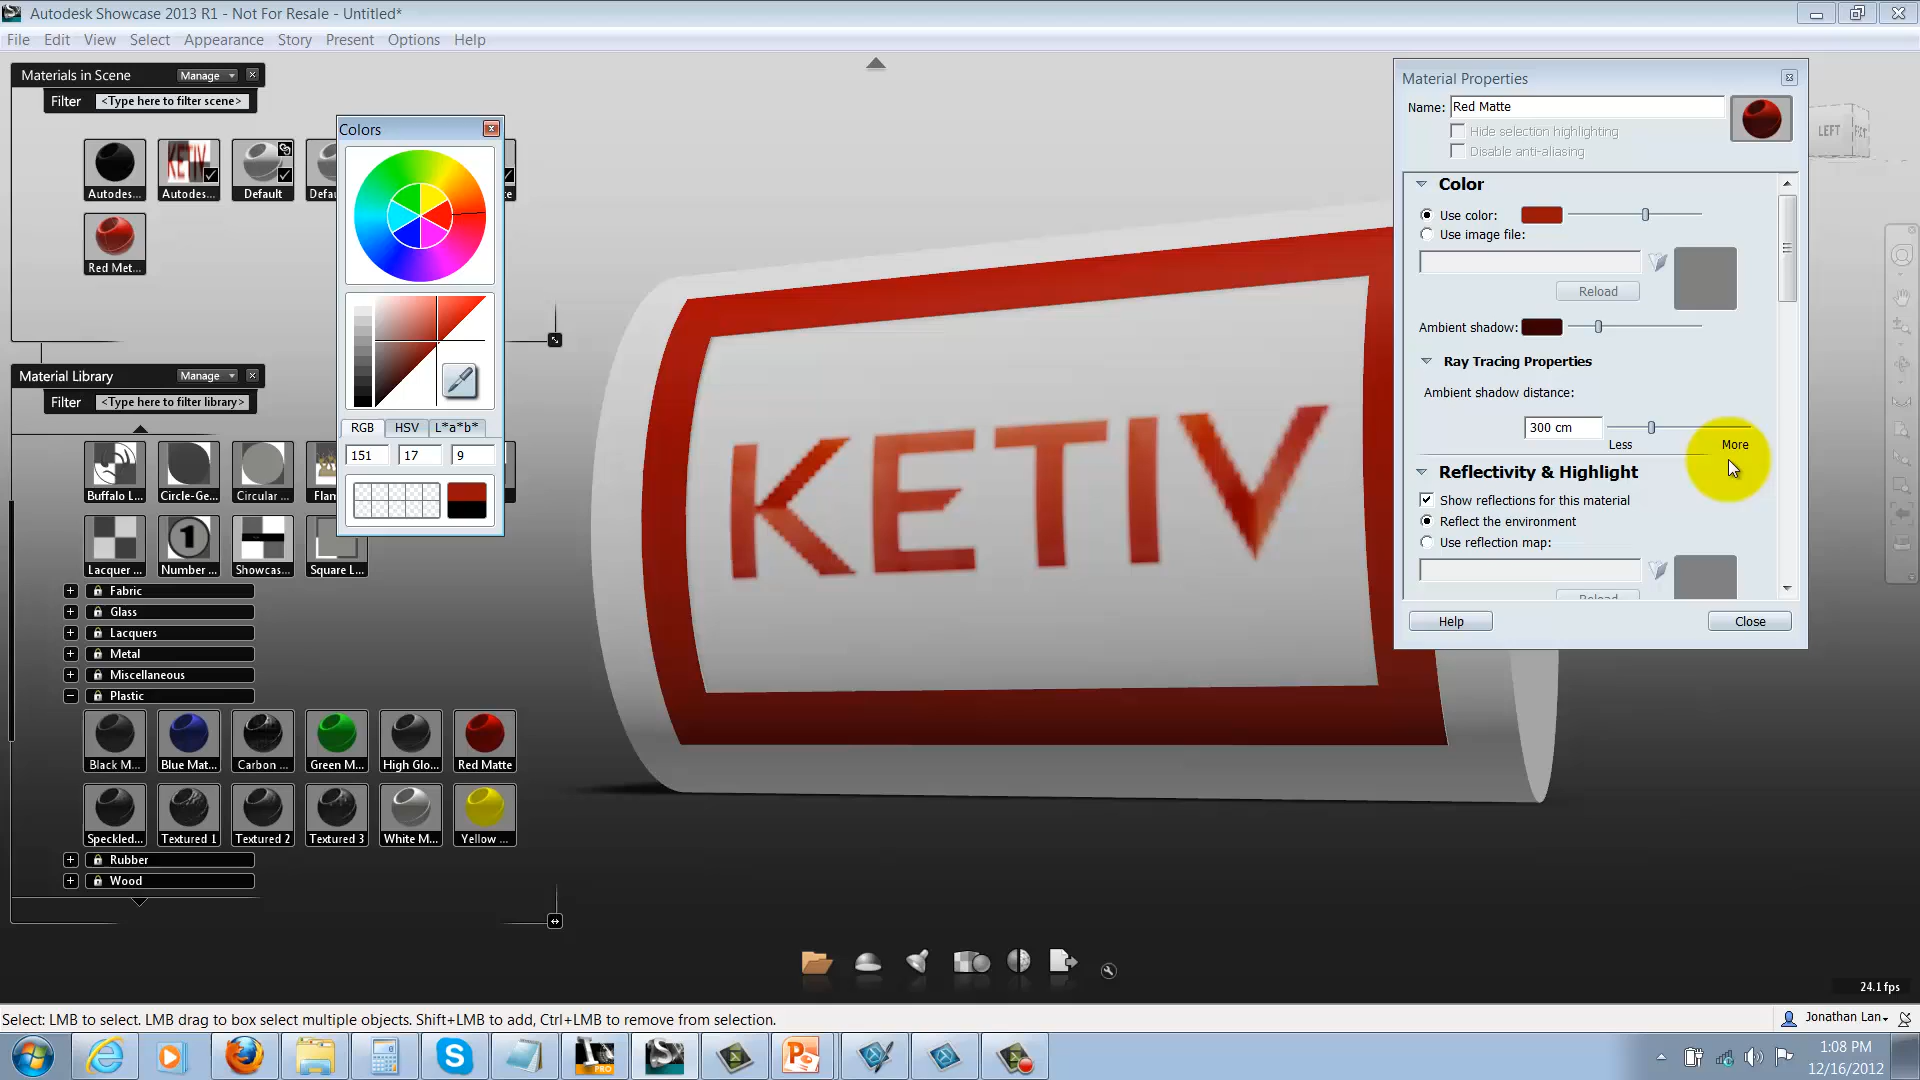 Autodesk Showcase 2013 R1 - Not For Resale - Untitled*
File Edit View Select Appearance Story Present Options Help
Materials in Scene Manage
Filter <Type here to filter scene>
Autodes... Autodes... Default Defau
Red Met...
Colors
RGB HSV L*a*b*
151 17 9
Material Library Manage
Filter <Type here to filter library>
Buffalo L... Circle-Ge... Circular ... Flam
Lacquer ... Number ... Showcas... Square L...
Fabric
Glass
Lacquers
Metal
Miscellaneous
Plastic
Black M... Blue Mat... Carbon ... Green M... High Glo... Red Matte
Speckled... Textured 1 Textured 2 Textured 3 White M... Yellow ...
Rubber
Wood
KETIV
Material Properties
Name: Red Matte
Hide selection highlighting
Disable anti-aliasing
Color
Use color:
Use image file:
Reload
Ambient shadow:
Ray Tracing Properties
Ambient shadow distance:
300 cm
Less More
Reflectivity & Highlight
Show reflections for this material
Reflect the environment
Use reflection map:
Reload
Help Close
LEFT
24.1 fps
Select: LMB to select. LMB drag to box select multiple objects. Shift+LMB to add, Ctrl+LMB to remove from selection.
Jonathan Lan
1:08 PM
12/16/2012